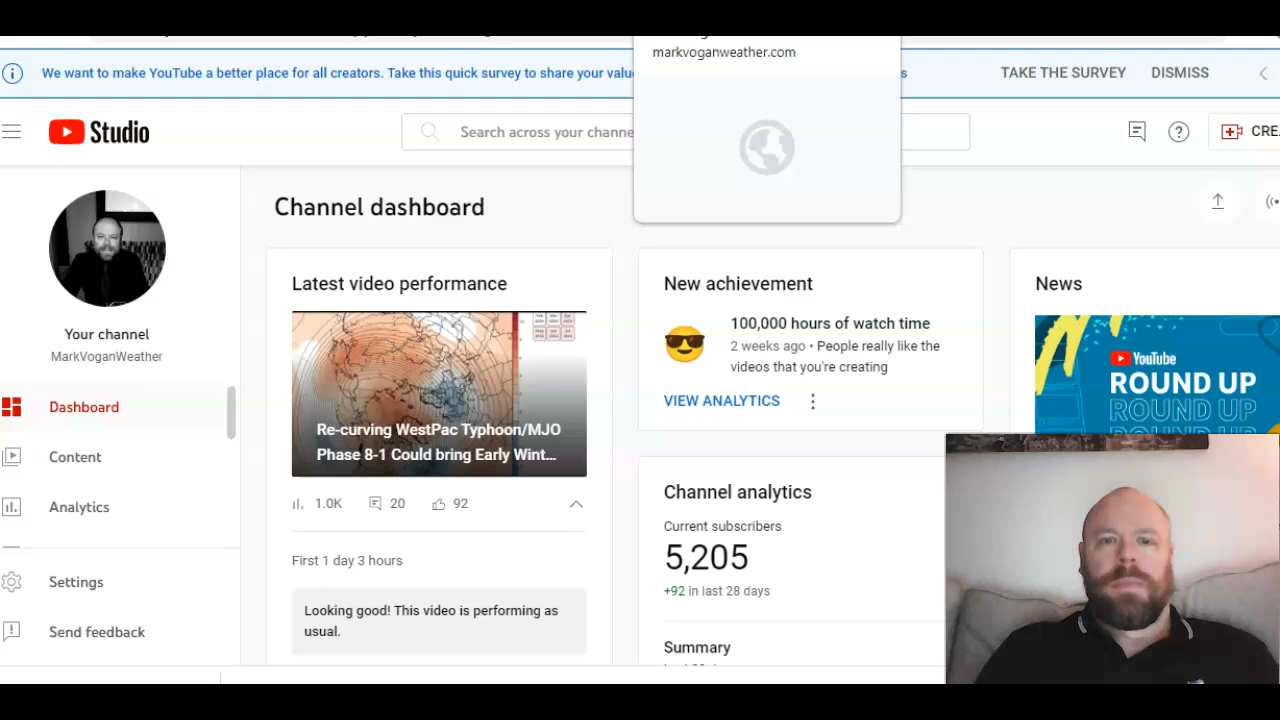 markvoganweather.com
We want to make YouTube a better place for all creators. Take this quick survey to share your valu
s
TAKE THE SURVEY
DISMISS
Studio
Search across your channe
CREA
Channel dashboard
Your channel
MarkVoganWeather
Dashboard
Content
Analytics
Settings
Send feedback
Latest video performance
Re-curving WestPac Typhoon/MJO
Phase 8-1 Could bring Early Wint...
1.0K
20
92
First 1 day 3 hours
Looking good! This video is performing as
usual.
New achievement
100,000 hours of watch time
2 weeks ago • People really like the
videos that you're creating
VIEW ANALYTICS
Channel analytics
Current subscribers
5,205
+92 in last 28 days
Summary
News
YouTube
ROUND UP
ROUND UP
ROUND UP